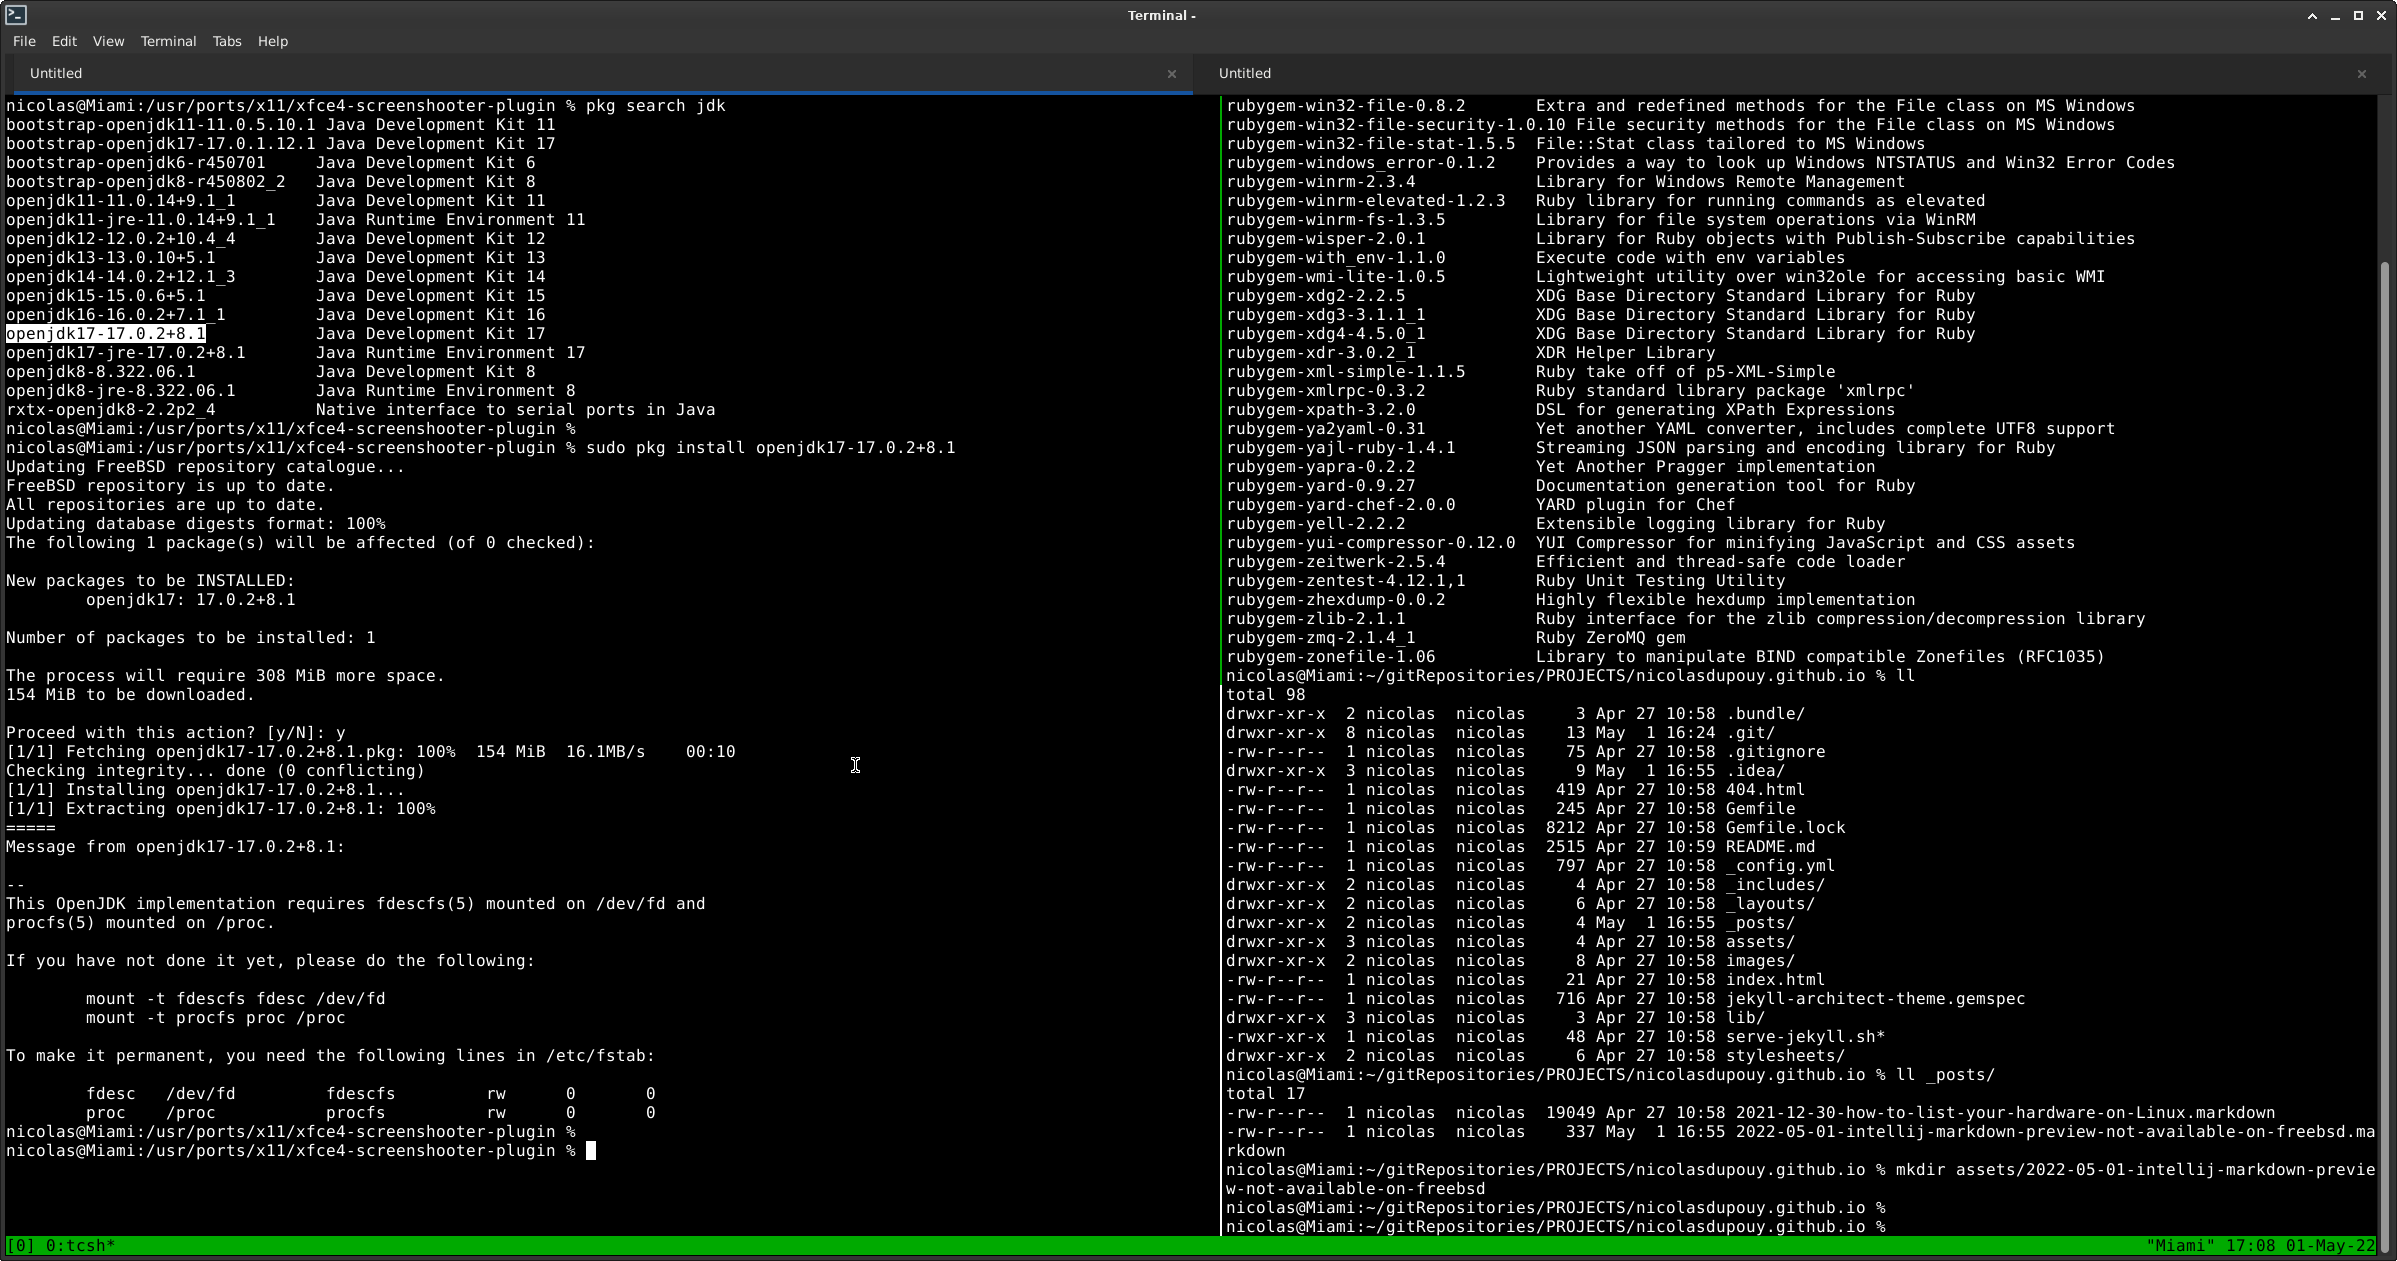 Terminal -
File Edit View Terminal Tabs Help
Untitled
Untitled
nicolas@Miami:/usr/ports/x11/xfce4-screenshooter-plugin % pkg search jdk
bootstrap-openjdk11-11.0.5.10.1 Java Development Kit 11
bootstrap-openjdk17-17.0.1.12.1 Java Development Kit 17
bootstrap-openjdk6-r450701     Java Development Kit 6
bootstrap-openjdk8-r450802_2   Java Development Kit 8
openjdk11-11.0.14+9.1_1        Java Development Kit 11
openjdk11-jre-11.0.14+9.1_1    Java Runtime Environment 11
openjdk12-12.0.2+10.4_4        Java Development Kit 12
openjdk13-13.0.10+5.1          Java Development Kit 13
openjdk14-14.0.2+12.1_3        Java Development Kit 14
openjdk15-15.0.6+5.1           Java Development Kit 15
openjdk16-16.0.2+7.1_1         Java Development Kit 16
openjdk17-17.0.2+8.1           Java Development Kit 17
openjdk17-jre-17.0.2+8.1       Java Runtime Environment 17
openjdk8-8.322.06.1            Java Development Kit 8
openjdk8-jre-8.322.06.1        Java Runtime Environment 8
rxtx-openjdk8-2.2p2_4          Native interface to serial ports in Java
nicolas@Miami:/usr/ports/x11/xfce4-screenshooter-plugin %
nicolas@Miami:/usr/ports/x11/xfce4-screenshooter-plugin % sudo pkg install openjdk17-17.0.2+8.1
Updating FreeBSD repository catalogue...
FreeBSD repository is up to date.
All repositories are up to date.
Updating database digests format: 100%
The following 1 package(s) will be affected (of 0 checked):
New packages to be INSTALLED:
openjdk17: 17.0.2+8.1
Number of packages to be installed: 1
The process will require 308 MiB more space.
154 MiB to be downloaded.
Proceed with this action? [y/N]: y
[1/1] Fetching openjdk17-17.0.2+8.1.pkg: 100%  154 MiB  16.1MB/s    00:10
Checking integrity... done (0 conflicting)
[1/1] Installing openjdk17-17.0.2+8.1...
[1/1] Extracting openjdk17-17.0.2+8.1: 100%
=====
Message from openjdk17-17.0.2+8.1:
--
This OpenJDK implementation requires fdescfs(5) mounted on /dev/fd and
procfs(5) mounted on /proc.
If you have not done it yet, please do the following:
mount -t fdescfs fdesc /dev/fd
mount -t procfs proc /proc
To make it permanent, you need the following lines in /etc/fstab:
fdesc   /dev/fd         fdescfs         rw      0       0
proc    /proc           procfs          rw      0       0
nicolas@Miami:/usr/ports/x11/xfce4-screenshooter-plugin %
nicolas@Miami:/usr/ports/x11/xfce4-screenshooter-plugin %
rubygem-win32-file-0.8.2       Extra and redefined methods for the File class on MS Windows
rubygem-win32-file-security-1.0.10 File security methods for the File class on MS Windows
rubygem-win32-file-stat-1.5.5  File::Stat class tailored to MS Windows
rubygem-windows_error-0.1.2    Provides a way to look up Windows NTSTATUS and Win32 Error Codes
rubygem-winrm-2.3.4            Library for Windows Remote Management
rubygem-winrm-elevated-1.2.3   Ruby library for running commands as elevated
rubygem-winrm-fs-1.3.5         Library for file system operations via WinRM
rubygem-wisper-2.0.1           Library for Ruby objects with Publish-Subscribe capabilities
rubygem-with_env-1.1.0         Execute code with env variables
rubygem-wmi-lite-1.0.5         Lightweight utility over win32ole for accessing basic WMI
rubygem-xdg2-2.2.5             XDG Base Directory Standard Library for Ruby
rubygem-xdg3-3.1.1_1           XDG Base Directory Standard Library for Ruby
rubygem-xdg4-4.5.0_1           XDG Base Directory Standard Library for Ruby
rubygem-xdr-3.0.2_1            XDR Helper Library
rubygem-xml-simple-1.1.5       Ruby take off of p5-XML-Simple
rubygem-xmlrpc-0.3.2           Ruby standard library package 'xmlrpc'
rubygem-xpath-3.2.0            DSL for generating XPath Expressions
rubygem-ya2yaml-0.31           Yet another YAML converter, includes complete UTF8 support
rubygem-yajl-ruby-1.4.1        Streaming JSON parsing and encoding library for Ruby
rubygem-yapra-0.2.2            Yet Another Pragger implementation
rubygem-yard-0.9.27            Documentation generation tool for Ruby
rubygem-yard-chef-2.0.0        YARD plugin for Chef
rubygem-yell-2.2.2             Extensible logging library for Ruby
rubygem-yui-compressor-0.12.0  YUI Compressor for minifying JavaScript and CSS assets
rubygem-zeitwerk-2.5.4         Efficient and thread-safe code loader
rubygem-zentest-4.12.1,1       Ruby Unit Testing Utility
rubygem-zhexdump-0.0.2         Highly flexible hexdump implementation
rubygem-zlib-2.1.1             Ruby interface for the zlib compression/decompression library
rubygem-zmq-2.1.4_1            Ruby ZeroMQ gem
rubygem-zonefile-1.06          Library to manipulate BIND compatible Zonefiles (RFC1035)
nicolas@Miami:~/gitRepositories/PROJECTS/nicolasdupouy.github.io % ll
total 98
drwxr-xr-x  2 nicolas  nicolas     3 Apr 27 10:58 .bundle/
drwxr-xr-x  8 nicolas  nicolas    13 May  1 16:24 .git/
-rw-r--r--  1 nicolas  nicolas    75 Apr 27 10:58 .gitignore
drwxr-xr-x  3 nicolas  nicolas     9 May  1 16:55 .idea/
-rw-r--r--  1 nicolas  nicolas   419 Apr 27 10:58 404.html
-rw-r--r--  1 nicolas  nicolas   245 Apr 27 10:58 Gemfile
-rw-r--r--  1 nicolas  nicolas  8212 Apr 27 10:58 Gemfile.lock
-rw-r--r--  1 nicolas  nicolas  2515 Apr 27 10:59 README.md
-rw-r--r--  1 nicolas  nicolas   797 Apr 27 10:58 _config.yml
drwxr-xr-x  2 nicolas  nicolas     4 Apr 27 10:58 _includes/
drwxr-xr-x  2 nicolas  nicolas     6 Apr 27 10:58 _layouts/
drwxr-xr-x  2 nicolas  nicolas     4 May  1 16:55 _posts/
drwxr-xr-x  3 nicolas  nicolas     4 Apr 27 10:58 assets/
drwxr-xr-x  2 nicolas  nicolas     8 Apr 27 10:58 images/
-rw-r--r--  1 nicolas  nicolas    21 Apr 27 10:58 index.html
-rw-r--r--  1 nicolas  nicolas   716 Apr 27 10:58 jekyll-architect-theme.gemspec
drwxr-xr-x  3 nicolas  nicolas     3 Apr 27 10:58 lib/
-rwxr-xr-x  1 nicolas  nicolas    48 Apr 27 10:58 serve-jekyll.sh*
drwxr-xr-x  2 nicolas  nicolas     6 Apr 27 10:58 stylesheets/
nicolas@Miami:~/gitRepositories/PROJECTS/nicolasdupouy.github.io % ll _posts/
total 17
-rw-r--r--  1 nicolas  nicolas  19049 Apr 27 10:58 2021-12-30-how-to-list-your-hardware-on-Linux.markdown
-rw-r--r--  1 nicolas  nicolas    337 May  1 16:55 2022-05-01-intellij-markdown-preview-not-available-on-freebsd.ma
rkdown
nicolas@Miami:~/gitRepositories/PROJECTS/nicolasdupouy.github.io % mkdir assets/2022-05-01-intellij-markdown-previe
w-not-available-on-freebsd
nicolas@Miami:~/gitRepositories/PROJECTS/nicolasdupouy.github.io %
nicolas@Miami:~/gitRepositories/PROJECTS/nicolasdupouy.github.io %
[0] 0:tcsh*
"Miami" 17:08 01-May-22